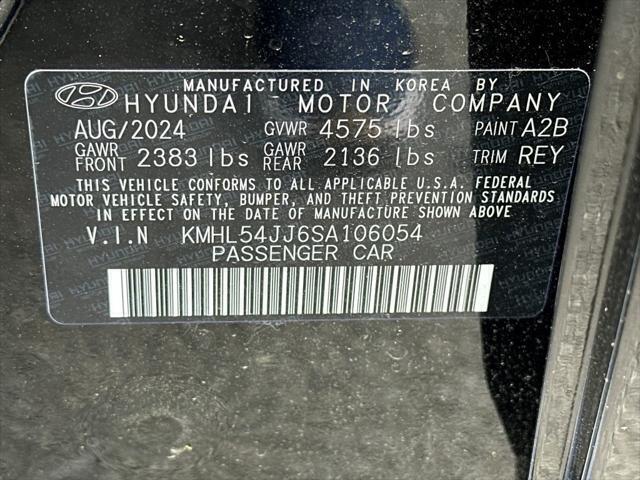 MANUFACTURED IN KOREA BY
HYUNDAI MOTOR COMPANY
AUG/2024 GVWR 4575 lbs PAINT A2B
GAWR FRONT 2383 lbs GAWR REAR 2136 lbs TRIM REY
THIS VEHICLE CONFORMS TO ALL APPLICABLE U.S.A. FEDERAL
MOTOR VEHICLE SAFETY, BUMPER, AND THEFT PREVENTION STANDARDS
IN EFFECT ON THE DATE OF MANUFACTURE SHOWN ABOVE
V.I.N KMHL54JJ6SA106054
PASSENGER CAR